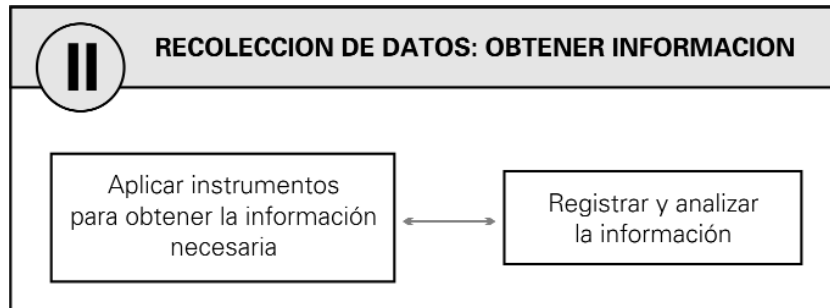 II
RECOLECCION DE DATOS: OBTENER INFORMACION
Aplicar instrumentos
para obtener la información
necesaria
Registrar y analizar
la información